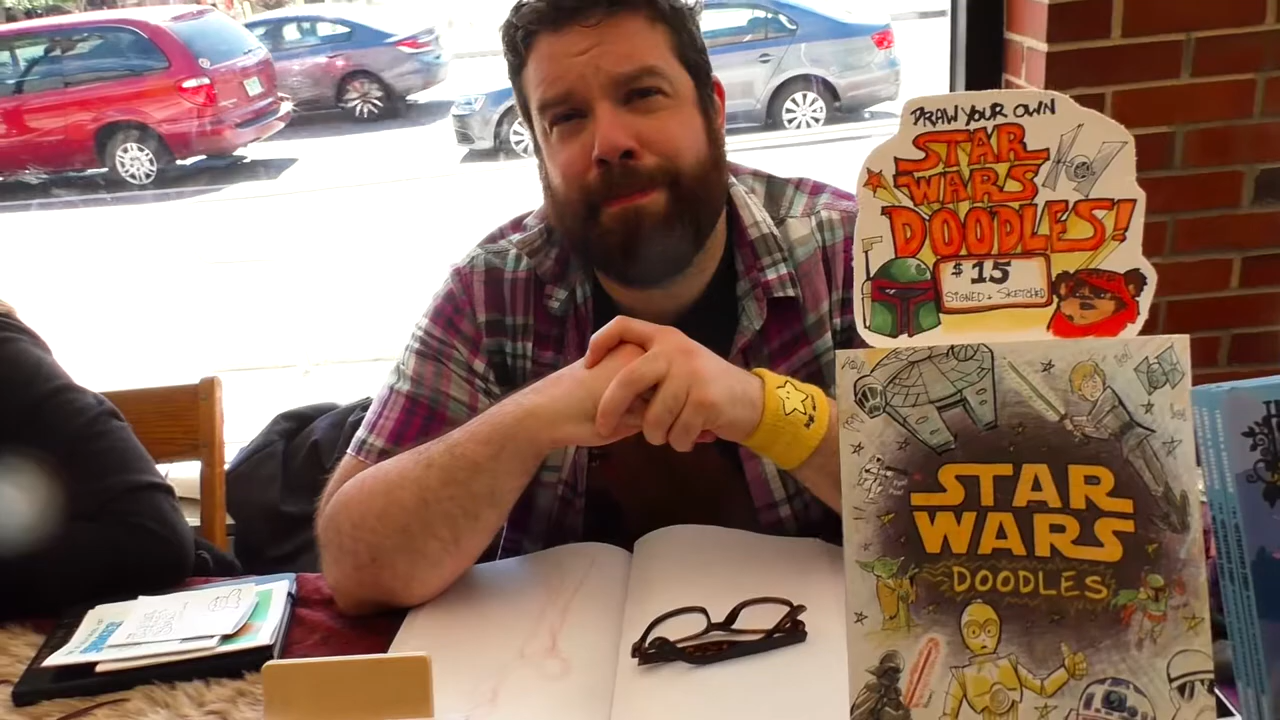 DRAW YOUR OWN
STAR
WARS
DOODLES!
$15
SIGNED + SKETCHED
STAR
WARS
DOODLES